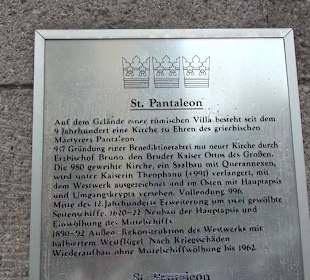 St. Pantaleon
Auf dem Gelände einer römischen Villa besteht seit dem
9. Jahrhundert eine Kirche zu Ehren des griechischen
Märtyrers Pantaleon.
957 Gründung einer Benediktinerabtei mit neuer Kirche durch
Erzbischof Bruno, den Bruder Kaiser Ottos des Großen.
Die 980 geweihte Kirche, ein Saalbau mit Querannexen,
wird unter Kaiserin Theophanu (+991) verlängert, mit
dem Westwerk ausgezeichnet und im Osten mit Hauptapsis
und Umgangkrypta versehen. Vollendung 996.
Mitte des 12. Jahrhunderts Erweiterung um zwei gewölbte
Seitenschiffe. 1620-22 Neubau der Hauptapsis und
Einwölbung des Mittelschiffs.
1890-92 Außen-Rekonstruktion des Westwerks mit
halbiertem Westflügel. Nach Kriegsschäden
Wiederaufbau ohne Mittelschiffwölbung bis 1962.
St. Pantaleon